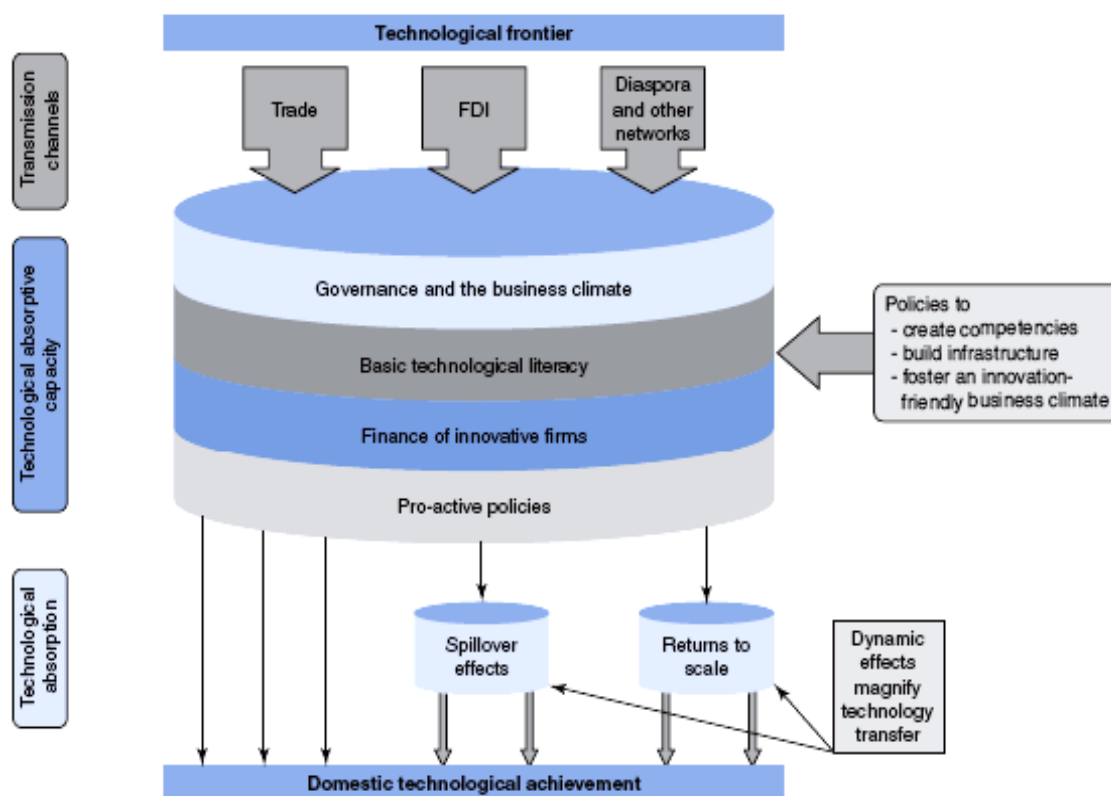 Technological frontier
Transmission
channels
Trade
FDI
Diaspora
and other
networks
Technological absorptive
capacity
Governance and the business climate
Basic technological literacy
Finance of innovative firms
Pro-active policies
Policies to
- create competencies
- build infrastructure
- foster an innovation-
friendly business climate
Technological
absorption
Spillover
effects
Returns to
scale
Dynamic
effects
magnify
technology
transfer
Domestic technological achievement